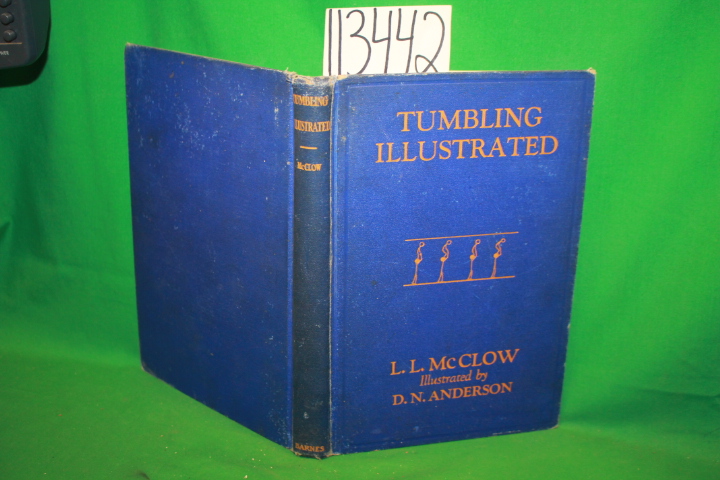 113442
TUMBLING
ILLUSTRATED
McCLOW
BARNES
TUMBLING
ILLUSTRATED
L. L. McCLOW
Illustrated by
D. N. ANDERSON